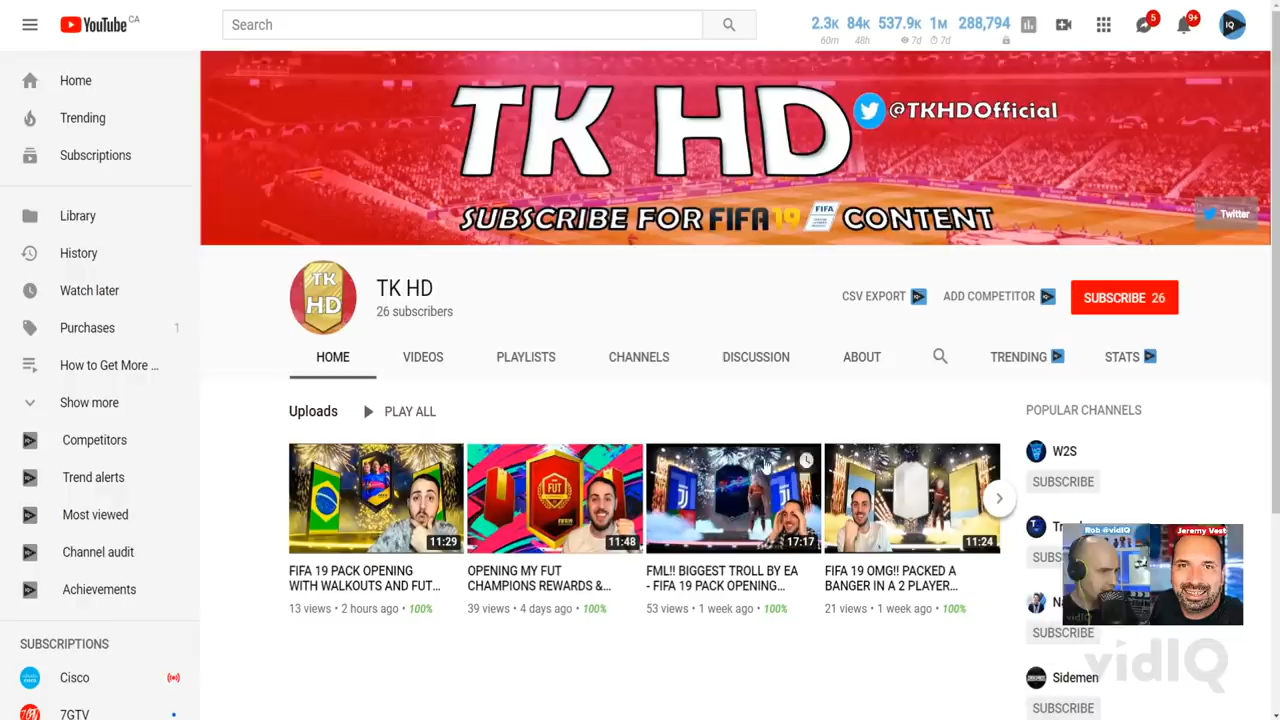 YouTube CA
Search
2.3K 84K 537.9K 1M 288,794
60m 48h 7d 7d
5
9+
IQ
Home
Trending
Subscriptions
Library
History
Watch later
Purchases 1
How to Get More ...
Show more
Competitors
Trend alerts
Most viewed
Channel audit
Achievements
SUBSCRIPTIONS
Cisco
7GTV
TK HD
@TKHDOfficial
SUBSCRIBE FOR FIFA 19 FIFA CONTENT
Twitter
TK
HD
TK HD
26 subscribers
CSV EXPORT
ADD COMPETITOR
SUBSCRIBE 26
HOME
VIDEOS
PLAYLISTS
CHANNELS
DISCUSSION
ABOUT
TRENDING
STATS
Uploads
PLAY ALL
11:29
FIFA 19 PACK OPENING
WITH WALKOUTS AND FUT...
13 views • 2 hours ago • 100%
11:48
OPENING MY FUT
CHAMPIONS REWARDS &...
39 views • 4 days ago • 100%
17:17
FML!! BIGGEST TROLL BY EA
- FIFA 19 PACK OPENING...
53 views • 1 week ago • 100%
11:24
FIFA 19 OMG!! PACKED A
BANGER IN A 2 PLAYER...
21 views • 1 week ago • 100%
POPULAR CHANNELS
W2S
SUBSCRIBE
SUBSCRIBE
Sidemen
SUBSCRIBE
Rob @vidIQ
Jeremy Vest
vidIQ
vidIQ